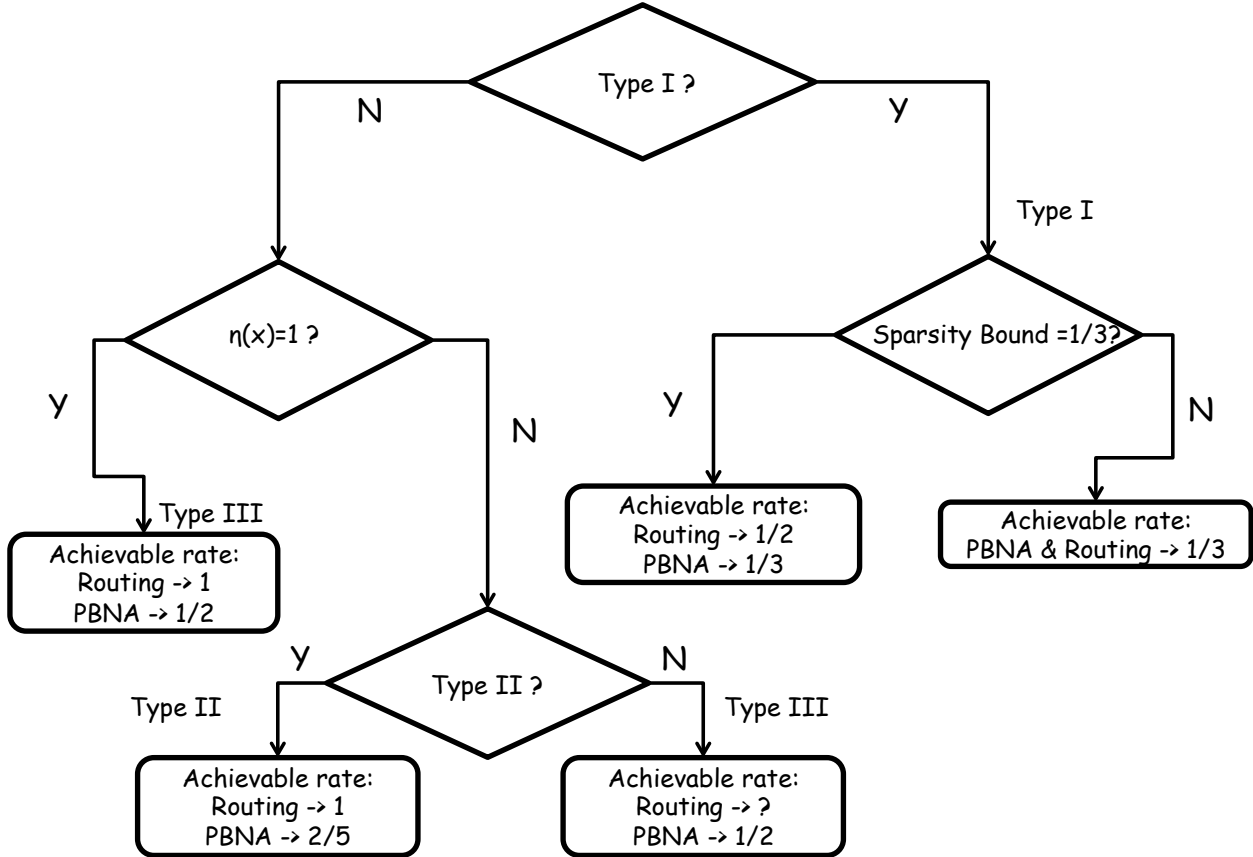 Type I ?
N
Y
Type I
η(x)=1 ?
Sparsity Bound =1/3?
Y
N
Y
N
Type III
Achievable rate:
Routing -> 1
PBNA -> 1/2
Achievable rate:
Routing -> 1/2
PBNA -> 1/3
Achievable rate:
PBNA & Routing -> 1/3
Y
N
Type II ?
Type II
Type III
Achievable rate:
Routing -> 1
PBNA -> 2/5
Achievable rate:
Routing -> ?
PBNA -> 1/2